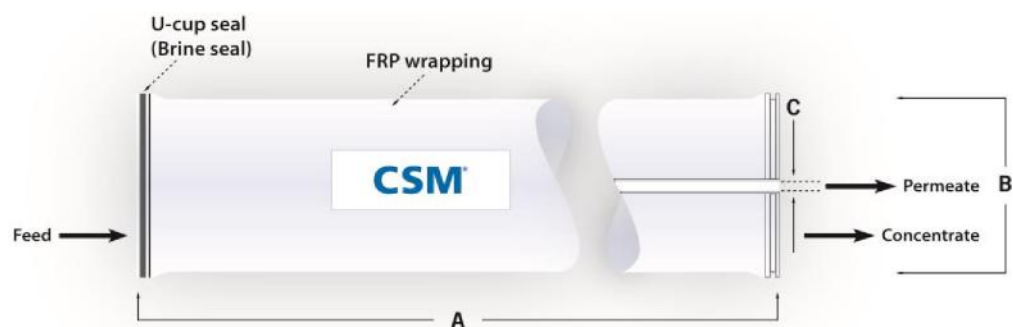 U-cup seal
(Brine seal)
FRP wrapping
C
CSM®
Permeate
B
Feed
Concentrate
A